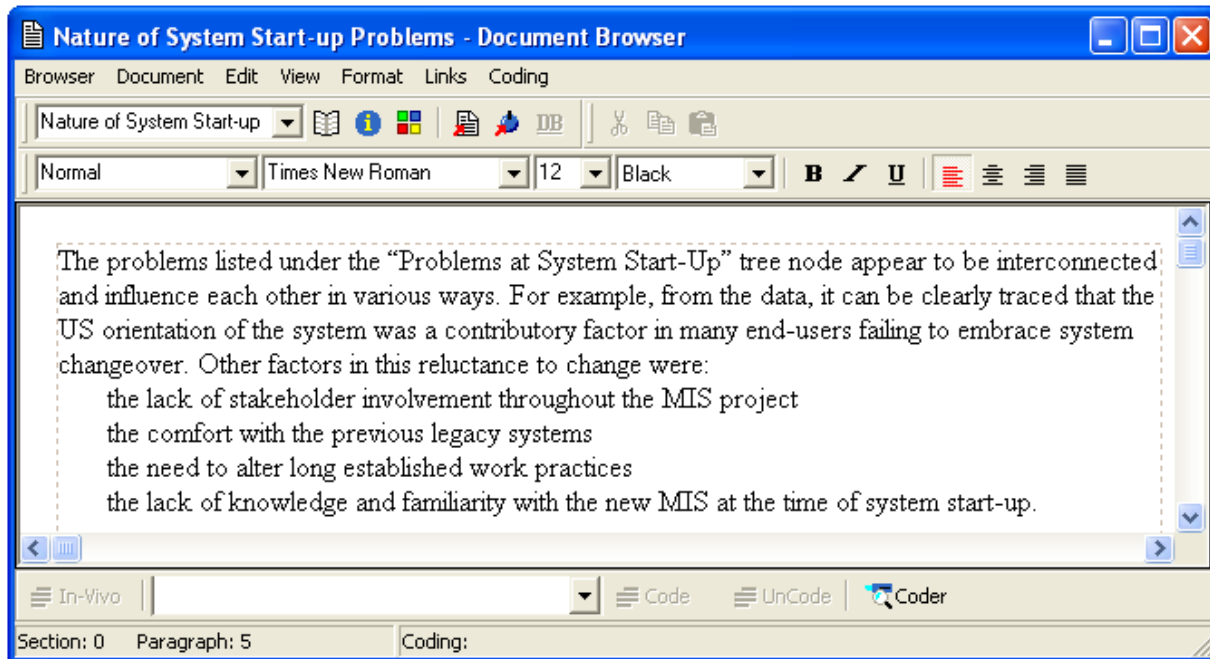 Nature of System Start-up Problems - Document Browser
Browser Document Edit View Format Links Coding
Nature of System Start-up DB
Normal Times New Roman 12 Black B I U
The problems listed under the “Problems at System Start-Up” tree node appear to be interconnected
and influence each other in various ways. For example, from the data, it can be clearly traced that the
US orientation of the system was a contributory factor in many end-users failing to embrace system
changeover. Other factors in this reluctance to change were:
the lack of stakeholder involvement throughout the MIS project
the comfort with the previous legacy systems
the need to alter long established work practices
the lack of knowledge and familiarity with the new MIS at the time of system start-up.
In-Vivo Code UnCode Coder
Section: 0 Paragraph: 5 Coding: